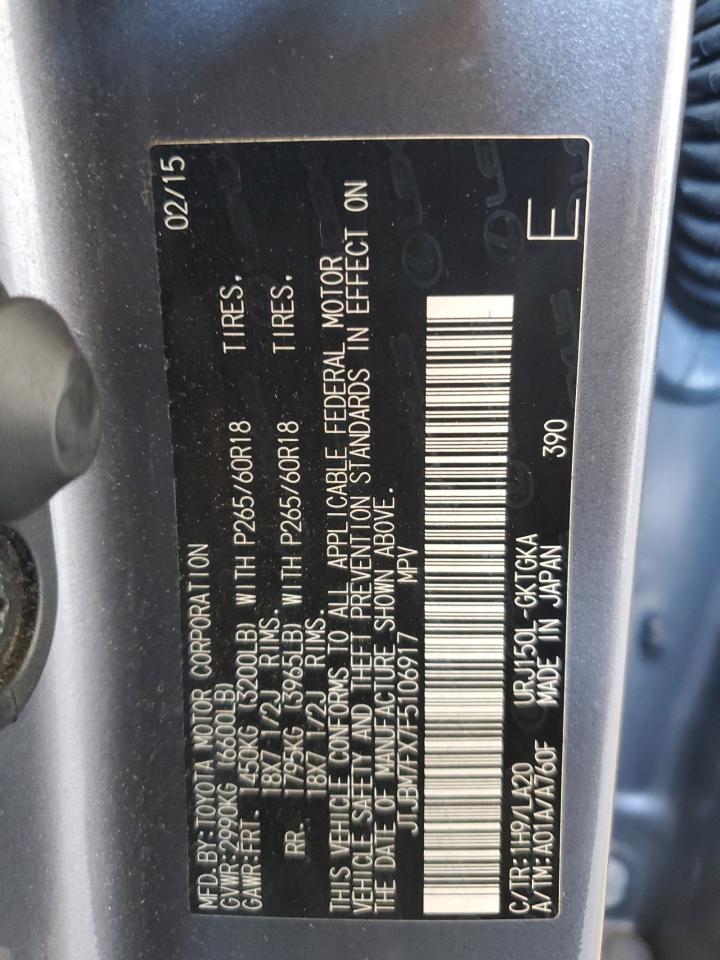 MFD. BY: TOYOTA MOTOR CORPORATION 02/15
GVWR: 2990KG (6600LB)
GAWR: FRT. 1450KG (3200LB) WITH P265/60R18 TIRES,
18X7 1/2J RIMS.
RR. 1795KG (3965LB) WITH P265/60R18 TIRES,
18X7 1/2J RIMS.
THIS VEHICLE CONFORMS TO ALL APPLICABLE FEDERAL MOTOR
VEHICLE SAFETY AND THEFT PREVENTION STANDARDS IN EFFECT ON
THE DATE OF MANUFACTURE SHOWN ABOVE.
JTJBM7FX7F5106917 MPV
C/TR: 1H9/LA20 URJ150L-GKTGKA 390
A/TM: A01A/A760F MADE IN JAPAN
E